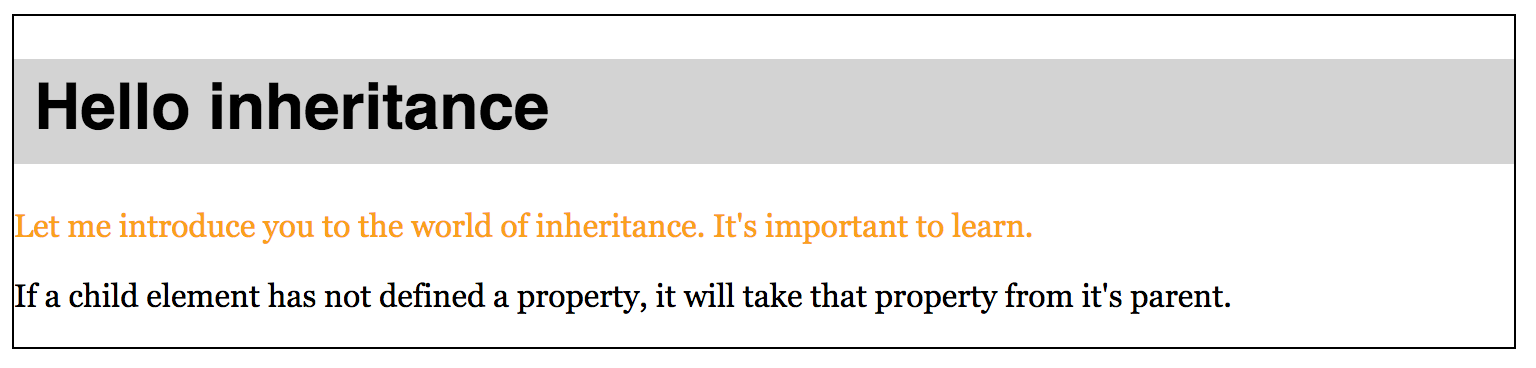 Hello inheritance
Let me introduce you to the world of inheritance. It's important to learn.
If a child element has not defined a property, it will take that property from it's parent.